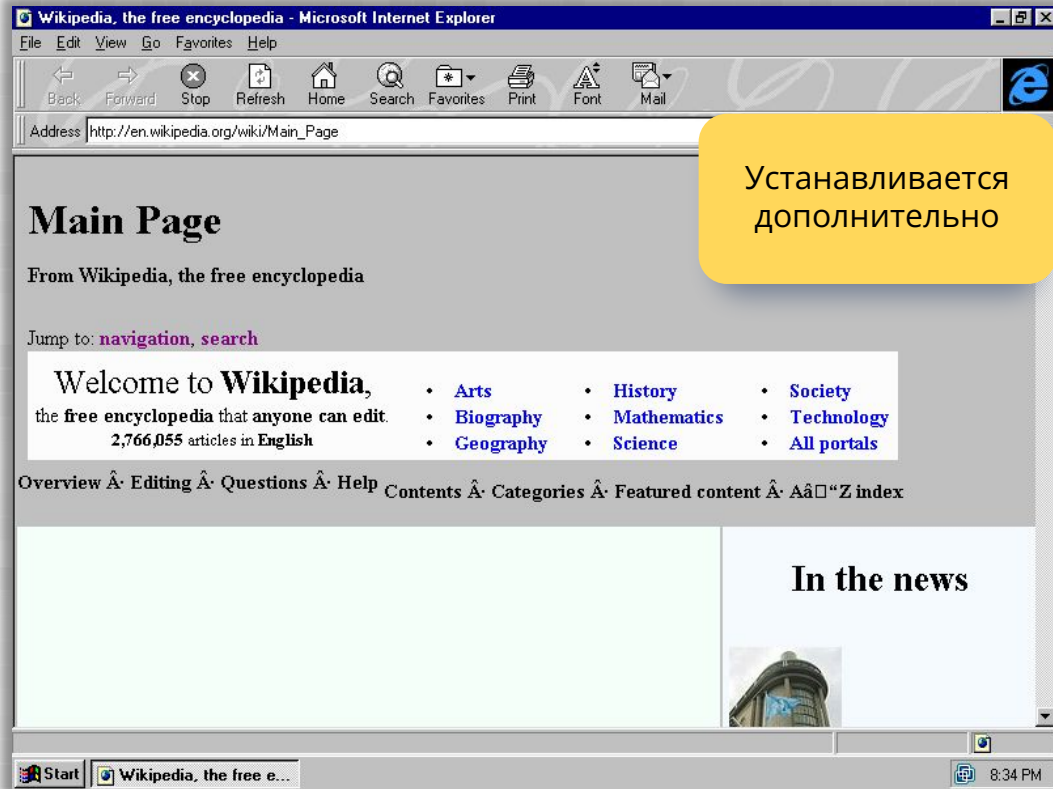 Wikipedia, the free encyclopedia - Microsoft Internet Explorer
File Edit View Go Favorites Help
Back Forward Stop Refresh Home Search Favorites Print Font Mail
Address http://en.wikipedia.org/wiki/Main_Page
Устанавливается
дополнительно
Main Page
From Wikipedia, the free encyclopedia
Jump to: navigation, search
Welcome to Wikipedia,
the free encyclopedia that anyone can edit.
2,766,055 articles in English
• Arts • History • Society
• Biography • Mathematics • Technology
• Geography • Science • All portals
Overview Â· Editing Â· Questions Â· Help
Contents Â· Categories Â· Featured content Â· Aâ□“Z index
In the news
Start Wikipedia, the free e... 8:34 PM